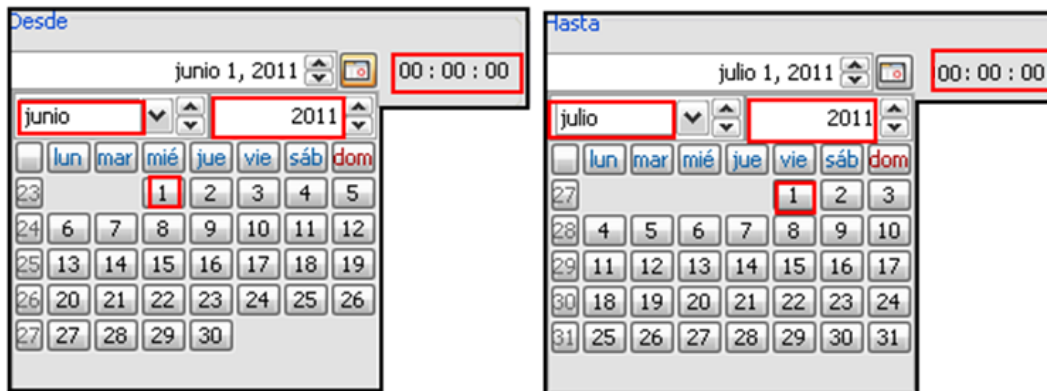 Desde
junio 1, 2011 00 : 00 : 00
junio 2011
lun mar mié jue vie sáb dom
23 1 2 3 4 5
24 6 7 8 9 10 11 12
25 13 14 15 16 17 18 19
26 20 21 22 23 24 25 26
27 27 28 29 30
Hasta
julio 1, 2011 00 : 00 : 00
julio 2011
lun mar mié jue vie sáb dom
27 1 2 3
28 4 5 6 7 8 9 10
29 11 12 13 14 15 16 17
30 18 19 20 21 22 23 24
31 25 26 27 28 29 30 31